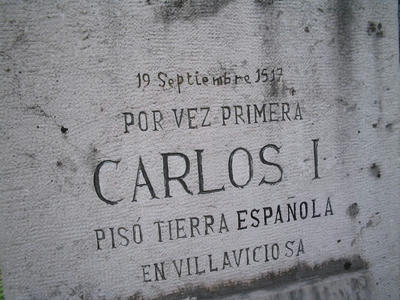 19 Septiembre 1517
POR VEZ PRIMERA
CARLOS I
PISÓ TIERRA ESPAÑOLA
EN VILLAVICIOSA